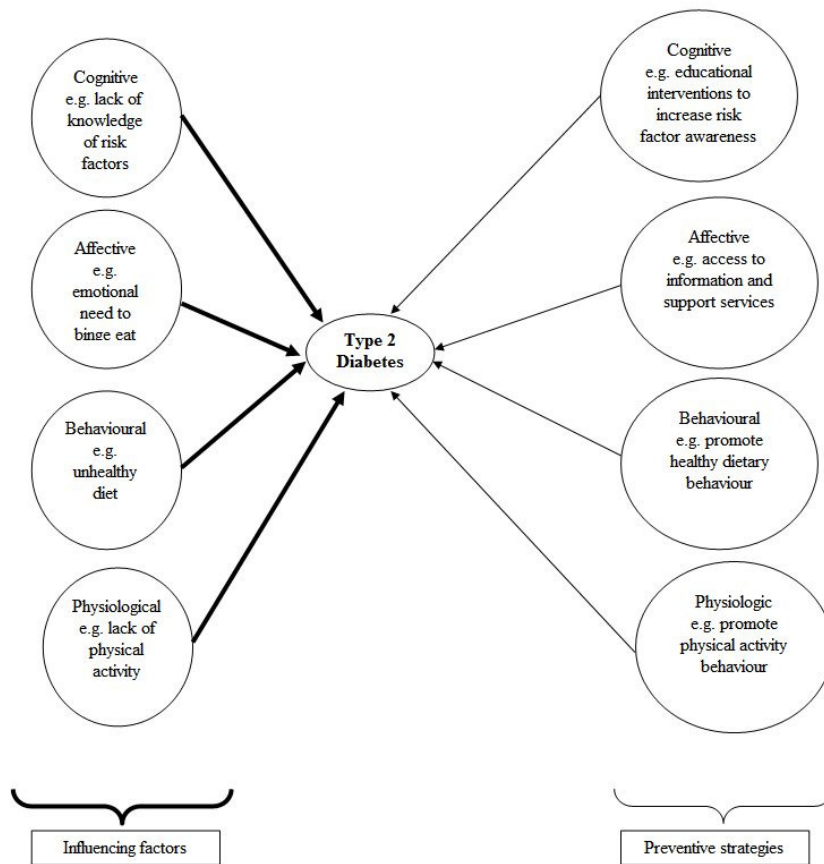 Cognitive
e.g. lack of
knowledge
of risk
factors
Affective
e.g.
emotional
need to
binge eat
Behavioural
e.g.
unhealthy
diet
Physiological
e.g. lack of
physical
activity
Type 2
Diabetes
Cognitive
e.g. educational
interventions to
increase risk
factor awareness
Affective
e.g. access to
information and
support services
Behavioural
e.g. promote
healthy dietary
behaviour
Physiologic
e.g. promote
physical activity
behaviour
Influencing factors
Preventive strategies